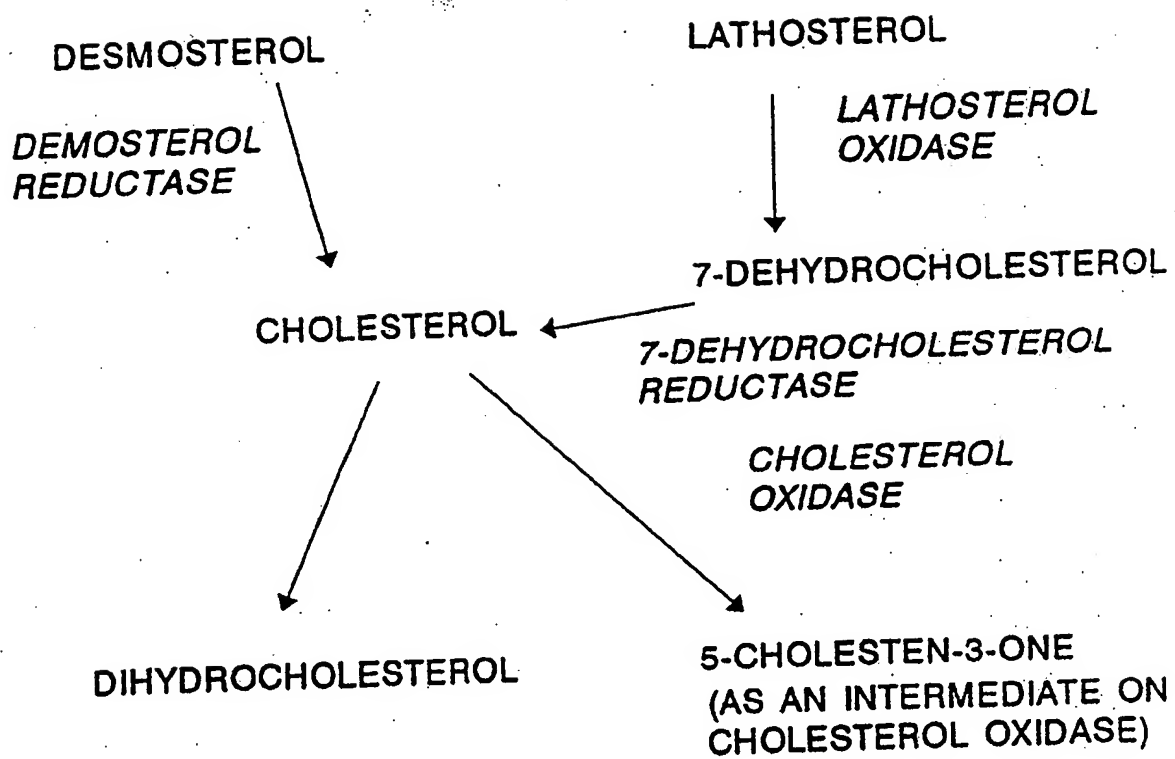 DESMOSTEROL
LATHOSTEROL
DEMOSTEROL
REDUCTASE
LATHOSTEROL
OXIDASE
7-DEHYDROCHOLESTEROL
CHOLESTEROL
7-DEHYDROCHOLESTEROL
REDUCTASE
CHOLESTEROL
OXIDASE
DIHYDROCHOLESTEROL
5-CHOLESTEN-3-ONE
(AS AN INTERMEDIATE ON
CHOLESTEROL OXIDASE)